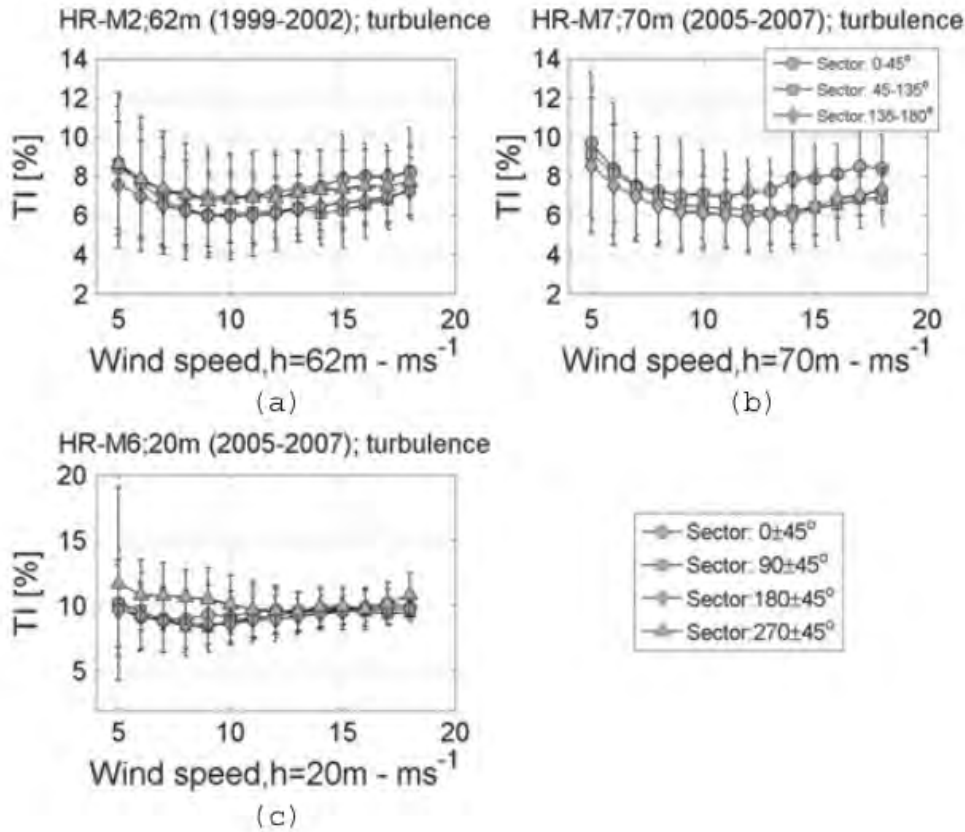 HR-M2;62m (1999-2002); turbulence
14
12
10
8
6
4
2
TI [%]
5 10 15 20
Wind speed,h=62m - ms⁻¹
(a)
HR-M7;70m (2005-2007); turbulence
14
12
10
8
6
4
2
TI [%]
Sector: 0-45°
Sector: 45-135°
Sector:135-180°
5 10 15 20
Wind speed,h=70m - ms⁻¹
(b)
HR-M6;20m (2005-2007); turbulence
20
15
10
5
TI [%]
5 10 15 20
Wind speed,h=20m - ms⁻¹
(c)
Sector: 0±45°
Sector: 90±45°
Sector:180±45°
Sector:270±45°